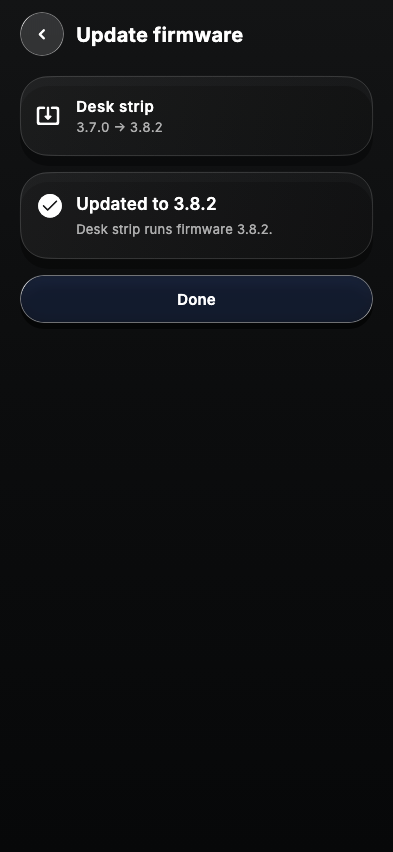 Update firmware
Desk strip
3.7.0 → 3.8.2
Updated to 3.8.2
Desk strip runs firmware 3.8.2.
Done